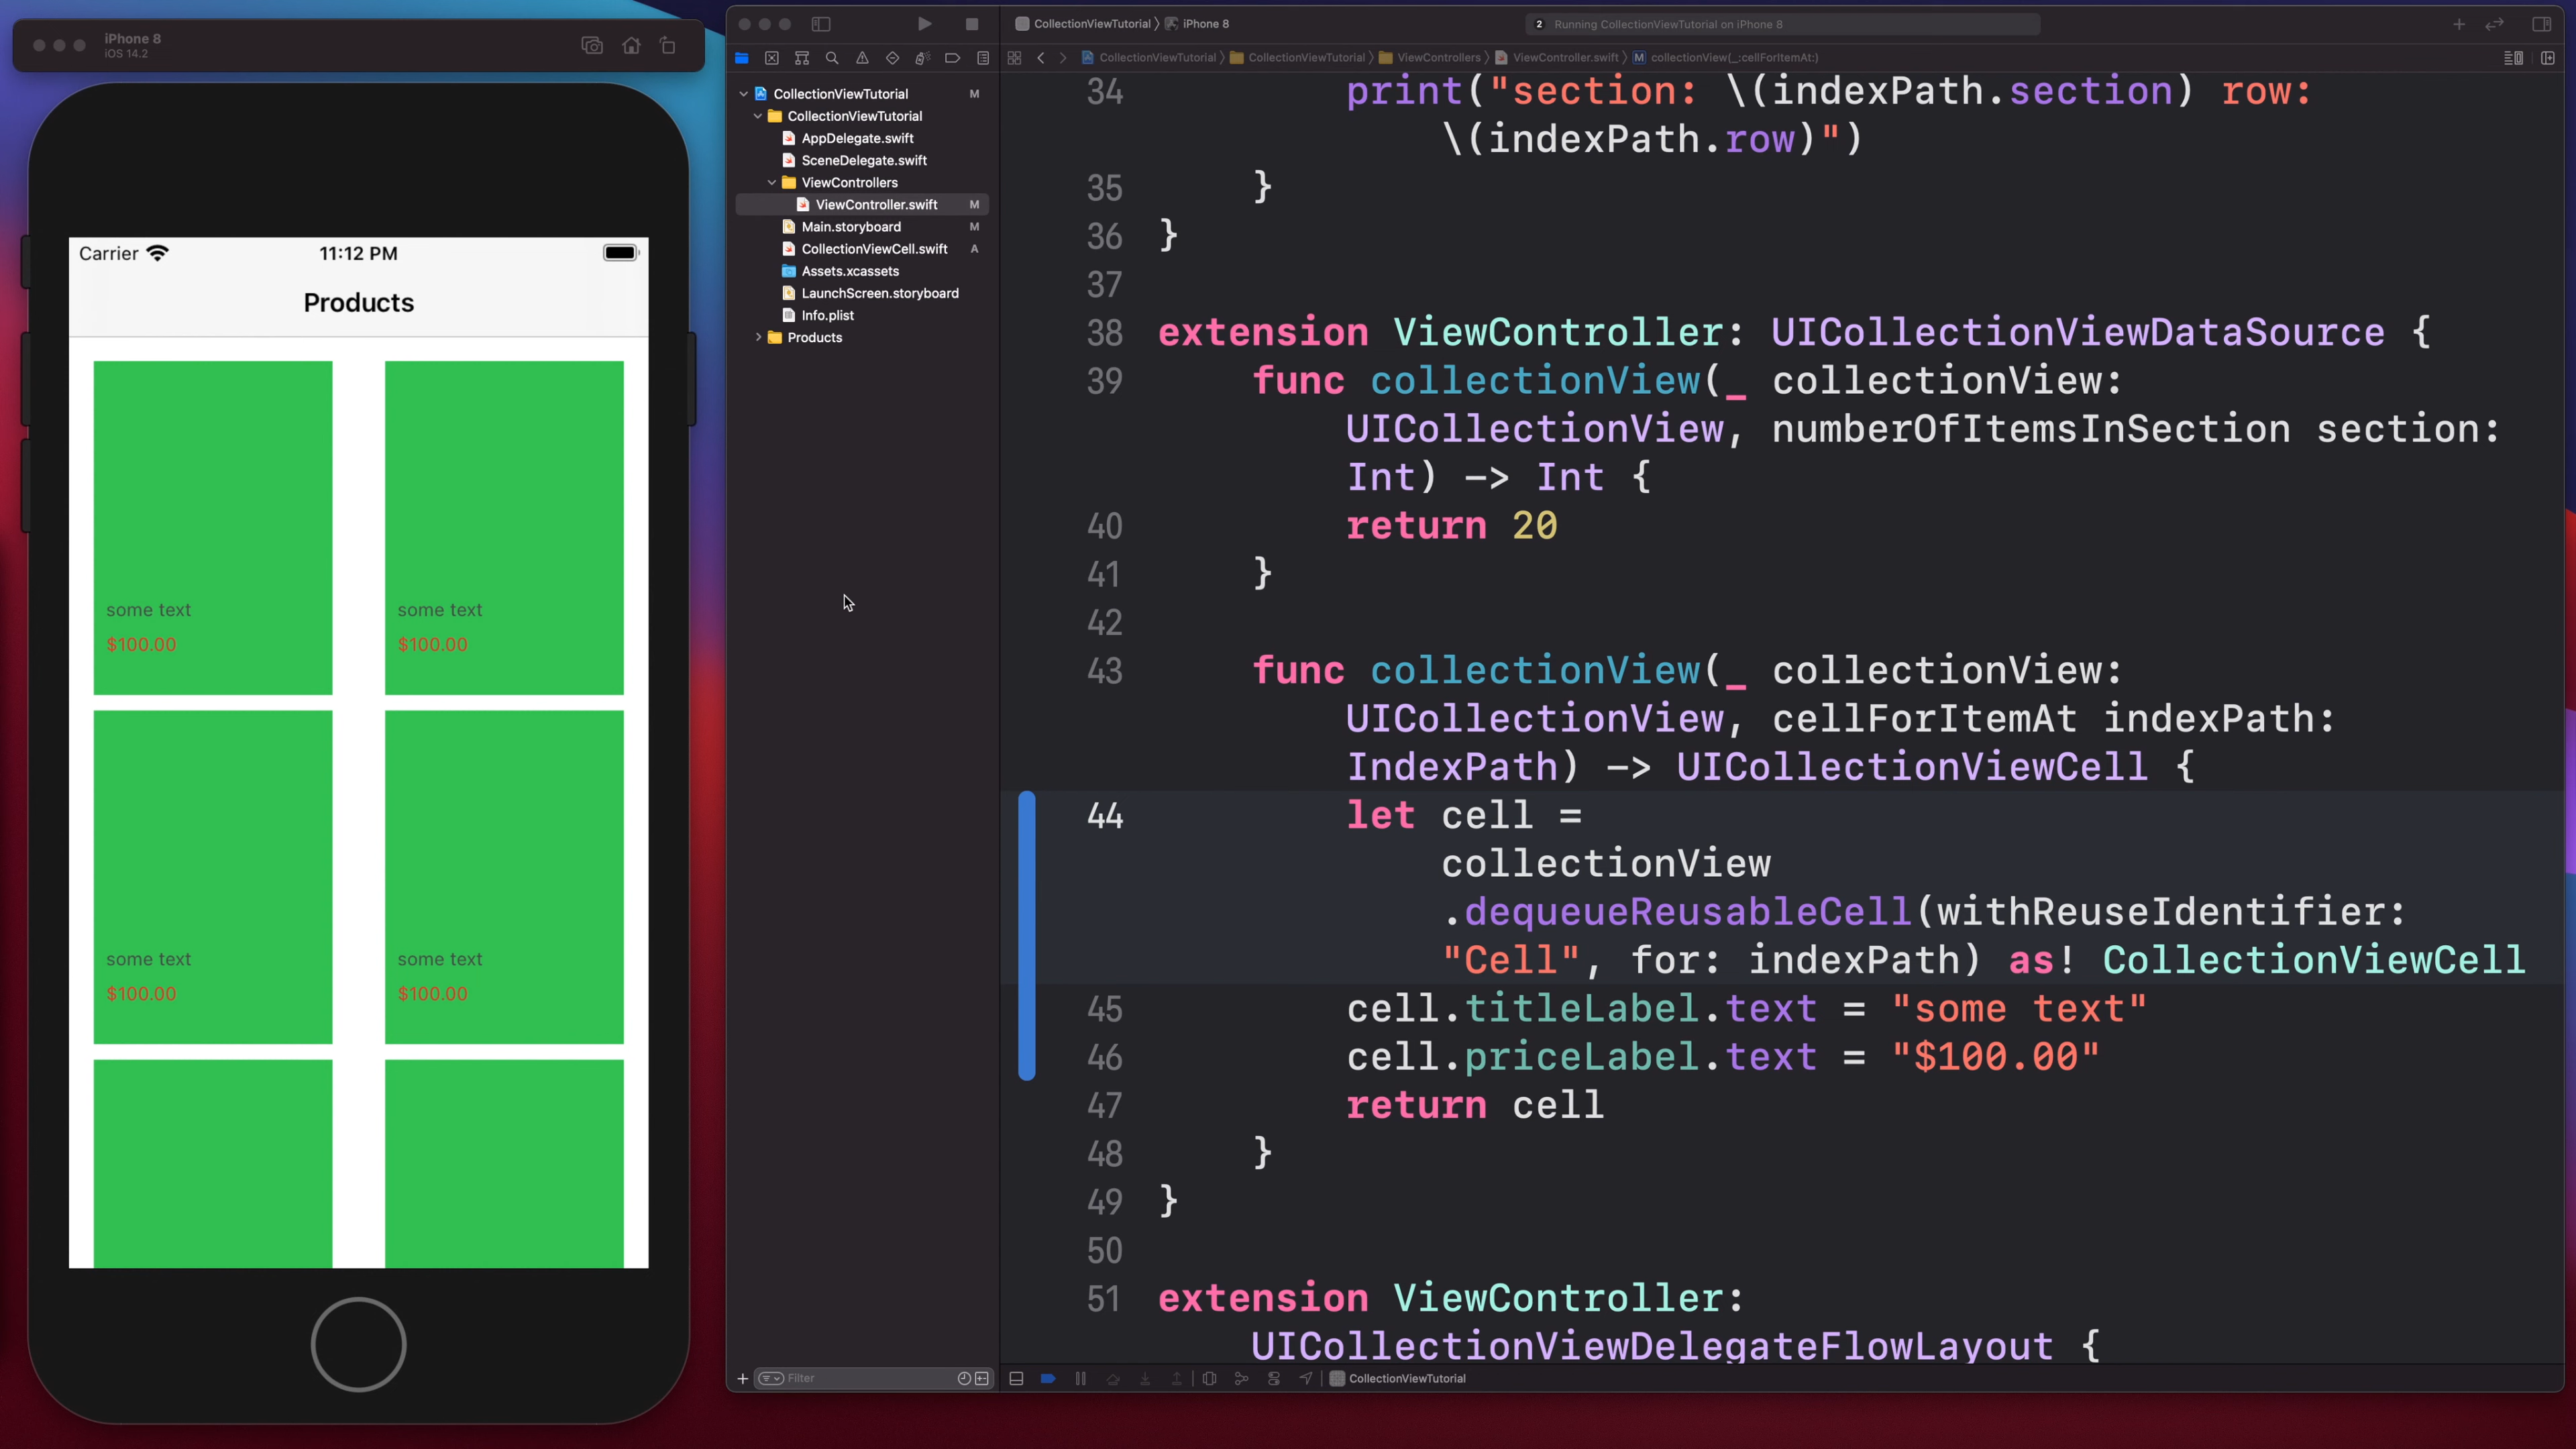 iPhone 8
iOS 14.2
Carrier 11:12 PM
Products
some text some text
$100.00 $100.00
some text some text
$100.00 $100.00
CollectionViewTutorial iPhone 8
2 Running CollectionViewTutorial on iPhone 8
CollectionViewTutorial CollectionViewTutorial ViewControllers ViewController.swift M collectionView(_:cellForItemAt:)
CollectionViewTutorial M
CollectionViewTutorial
AppDelegate.swift
SceneDelegate.swift
ViewControllers
ViewController.swift M
Main.storyboard M
CollectionViewCell.swift A
Assets.xcassets
LaunchScreen.storyboard
Info.plist
Products
Filter
34 print("section: \(indexPath.section) row:
\(indexPath.row)")
35 }
36 }
37
38 extension ViewController: UICollectionViewDataSource {
39 func collectionView(_ collectionView:
UICollectionView, numberOfItemsInSection section:
Int) -> Int {
40 return 20
41 }
42
43 func collectionView(_ collectionView:
UICollectionView, cellForItemAt indexPath:
IndexPath) -> UICollectionViewCell {
44 let cell =
collectionView
.dequeueReusableCell(withReuseIdentifier:
"Cell", for: indexPath) as! CollectionViewCell
45 cell.titleLabel.text = "some text"
46 cell.priceLabel.text = "$100.00"
47 return cell
48 }
49 }
50
51 extension ViewController:
UICollectionViewDelegateFlowLayout {
CollectionViewTutorial